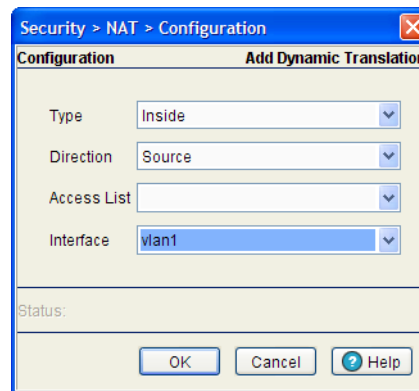 Security > NAT > Configuration
Configuration Add Dynamic Translation
Type Inside
Direction Source
Access List
Interface vlan1
Status:
OK Cancel Help